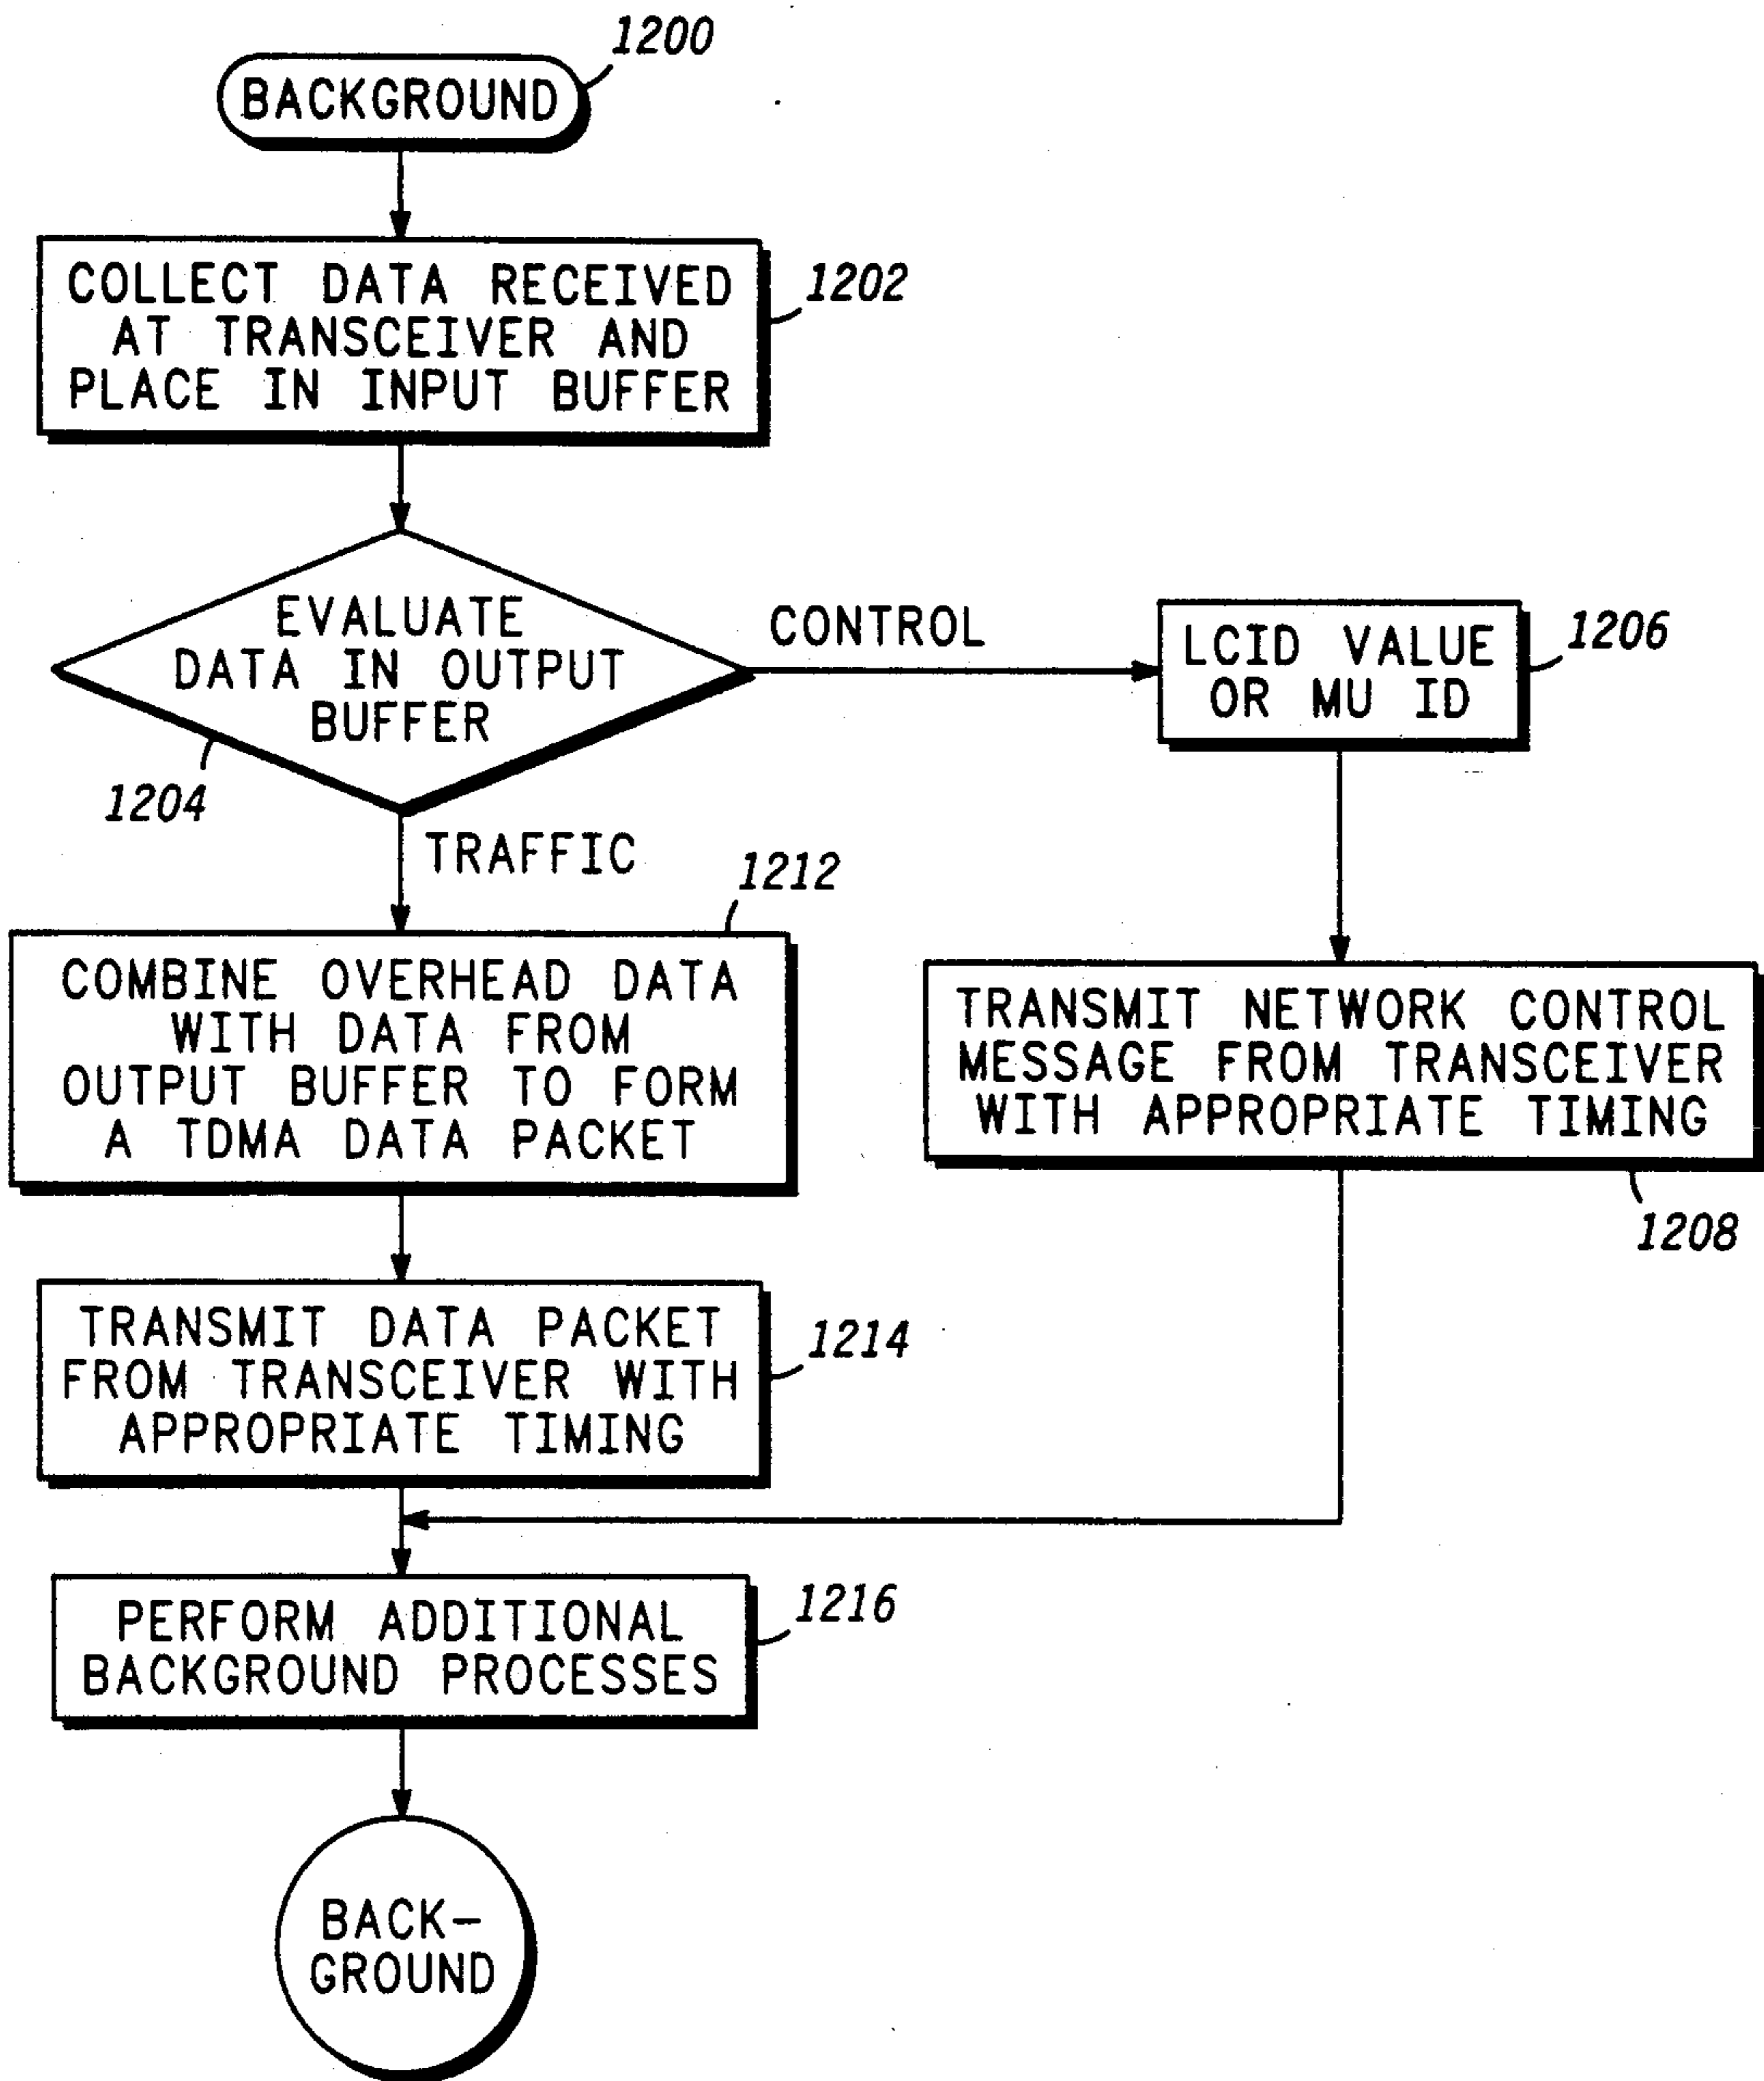 1200
BACKGROUND
COLLECT DATA RECEIVED
AT TRANSCEIVER AND
PLACE IN INPUT BUFFER
1202
EVALUATE
DATA IN OUTPUT
BUFFER
1204
CONTROL
LCID VALUE
OR MU ID
1206
TRAFFIC
1212
COMBINE OVERHEAD DATA
WITH DATA FROM
OUTPUT BUFFER TO FORM
A TDMA DATA PACKET
TRANSMIT NETWORK CONTROL
MESSAGE FROM TRANSCEIVER
WITH APPROPRIATE TIMING
1208
TRANSMIT DATA PACKET
FROM TRANSCEIVER WITH
APPROPRIATE TIMING
1214
PERFORM ADDITIONAL
BACKGROUND PROCESSES
1216
BACK-
GROUND